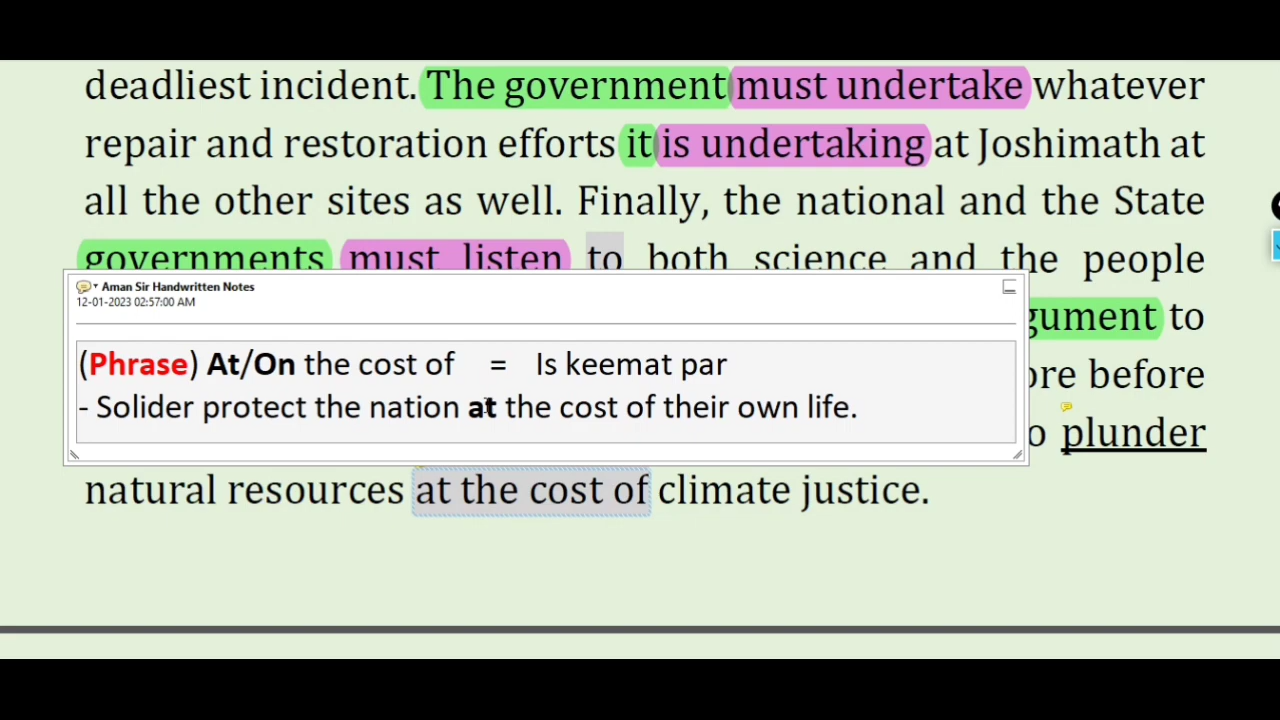 deadliest incident. The government must undertake whatever
repair and restoration efforts it is undertaking at Joshimath at
all the other sites as well. Finally, the national and the State
governments must listen to both science and the people
Aman Sir Handwritten Notes
12-01-2023 02:57:00 AM
(Phrase) At/On the cost of = Is keemat par
- Solider protect the nation at the cost of their own life.
gument to
before
plunder
natural resources at the cost of climate justice.